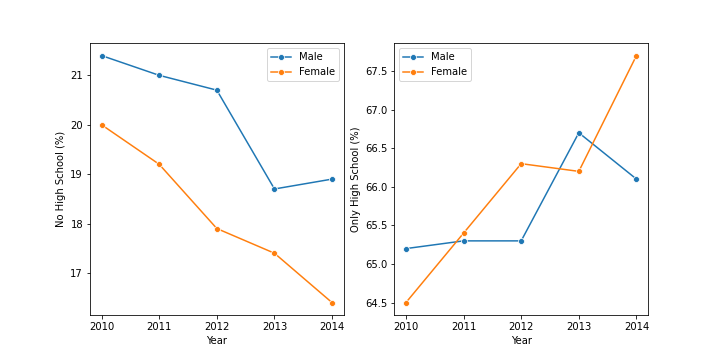 No High School (%)
21
20
19
18
17
Male
Female
2010 2011 2012 2013 2014
Year
Only High School (%)
67.5
67.0
66.5
66.0
65.5
65.0
64.5
Male
Female
2010 2011 2012 2013 2014
Year